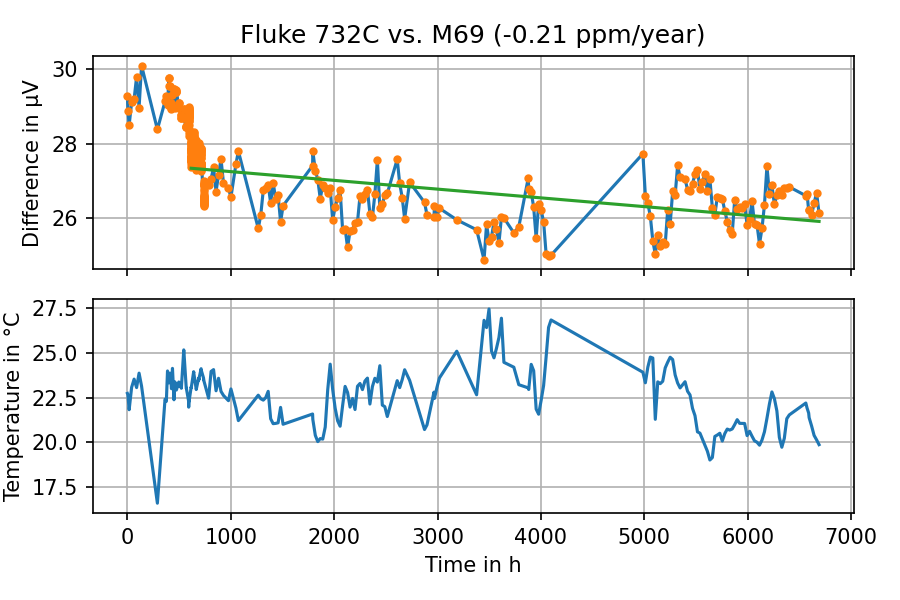 Fluke 732C vs. M69 (-0.21 ppm/year)
Difference in µV
30
28
26
Temperature in °C
27.5
25.0
22.5
20.0
17.5
0 1000 2000 3000 4000 5000 6000 7000
Time in h